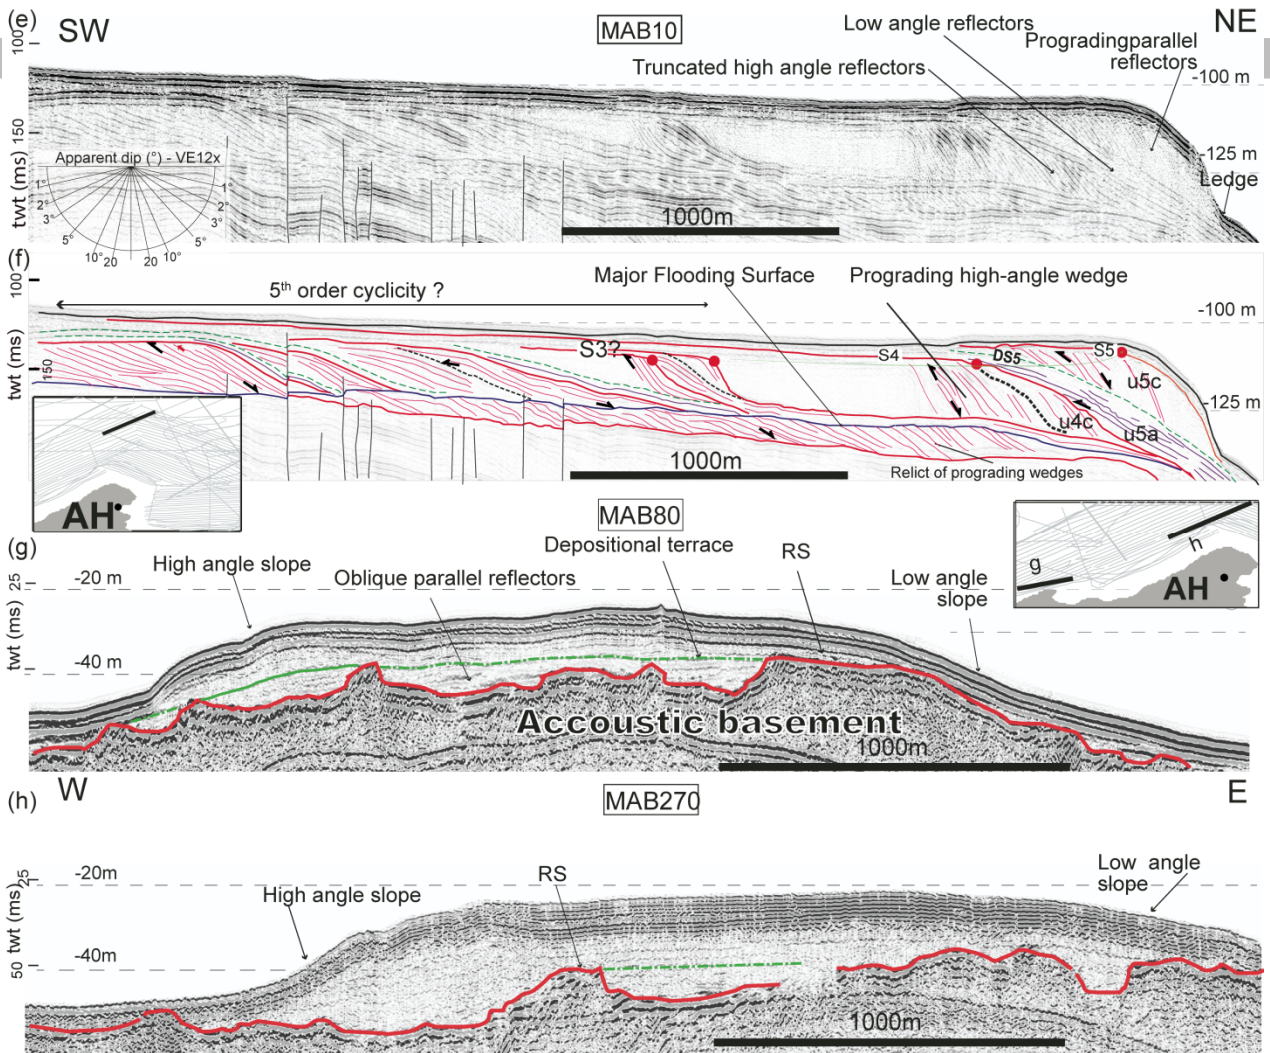 (e)
SW
MAB10
Low angle reflectors
NE
Progradingparallel
reflectors
Truncated high angle reflectors
-100 m
100
150
twt (ms)
Apparent dip (°) - VE12x
1° 1°
2° 2°
3° 3°
5° 5°
10° 20 20 10°
-125 m
Ledge
1000m
(f)
100
5th order cyclicity ?
Major Flooding Surface
Prograding high-angle wedge
-100 m
twt (ms)
150
S3?
S4
DS5
S5
u5c
u4c
u5a
-125 m
1000m
Relict of prograding wedges
AH
MAB80
(g)
25
-20 m
High angle slope
Depositional terrace
RS
Oblique parallel reflectors
Low angle
slope
g
h
AH
twt (ms)
-40 m
Accoustic basement
1000m
(h)
W
MAB270
E
25
-20m
High angle slope
RS
Low angle
slope
twt (ms)
50
-40m
1000m